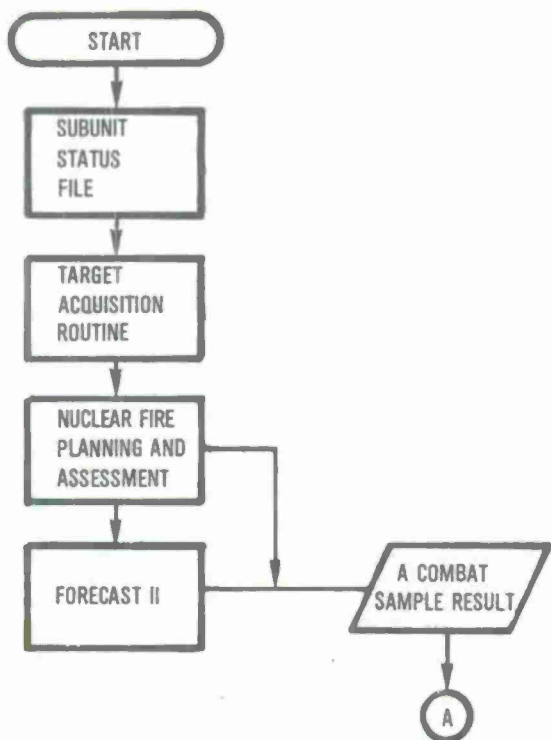 START
SUBUNIT
STATUS
FILE
TARGET
ACQUISITION
ROUTINE
NUCLEAR FIRE
PLANNING AND
ASSESSMENT
FORECAST II
A COMBAT
SAMPLE RESULT
A